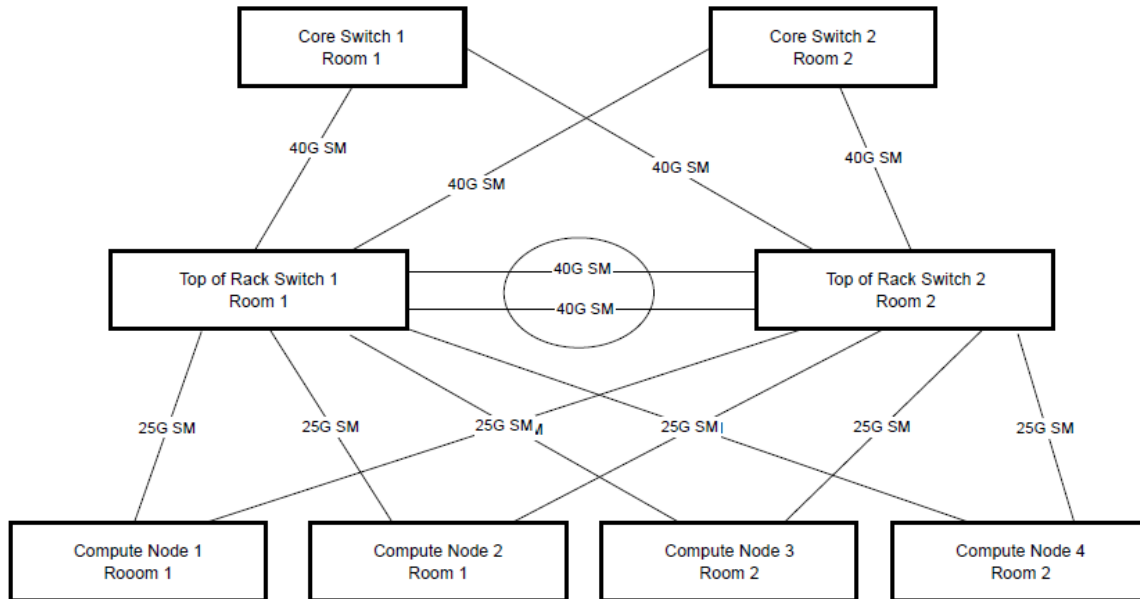 Core Switch 1
Room 1
Core Switch 2
Room 2
40G SM
40G SM
40G SM
40G SM
Top of Rack Switch 1
Room 1
40G SM
40G SM
Top of Rack Switch 2
Room 2
25G SM
25G SM
25G SM
25G SM
25G SM
25G SM
Compute Node 1
Rooom 1
Compute Node 2
Room 1
Compute Node 3
Room 2
Compute Node 4
Room 2